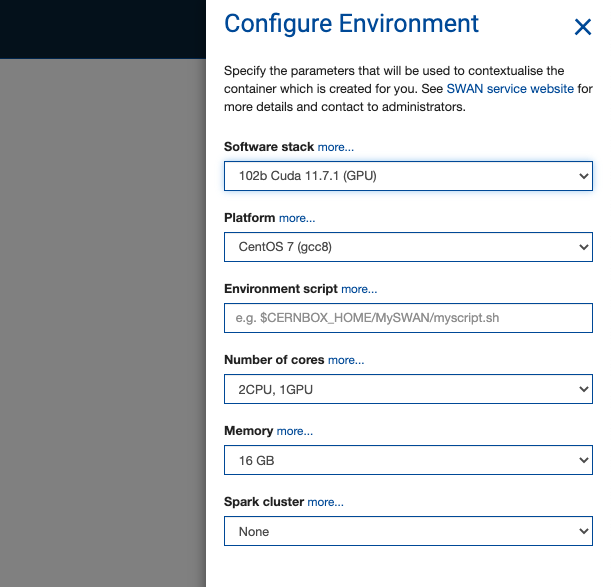 Configure Environment
Specify the parameters that will be used to contextualise the
container which is created for you. See SWAN service website for
more details and contact to administrators.
Software stack more...
102b Cuda 11.7.1 (GPU)
Platform more...
CentOS 7 (gcc8)
Environment script more...
e.g. $CERNBOX_HOME/MySWAN/myscript.sh
Number of cores more...
2CPU, 1GPU
Memory more...
16 GB
Spark cluster more...
None